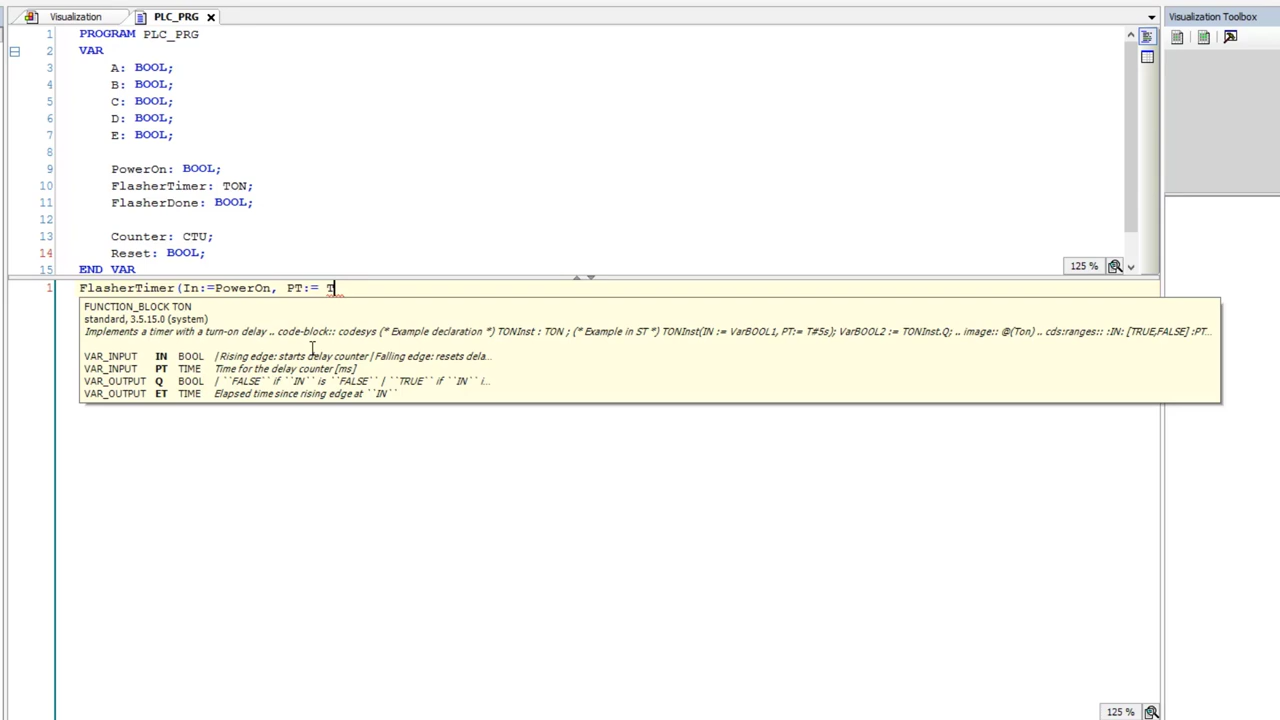 Visualization
PLC_PRG
Visualization Toolbox
1 PROGRAM PLC_PRG
2 VAR
3 A: BOOL;
4 B: BOOL;
5 C: BOOL;
6 D: BOOL;
7 E: BOOL;
8
9 PowerOn: BOOL;
10 FlasherTimer: TON;
11 FlasherDone: BOOL;
12
13 Counter: CTU;
14 Reset: BOOL;
15 END_VAR
125 %
1 FlasherTimer(In:=PowerOn, PT:= T
FUNCTION_BLOCK TON
standard, 3.5.15.0 (system)
Implements a timer with a turn-on delay .. code-block:: codesys (* Example declaration *) TONInst : TON ; (* Example in ST *) TONInst(IN := VarBOOL1, PT:= T#5s); VarBOOL2 := TONInst.Q; .. image:: @(Ton) .. cds:ranges:: :IN: [TRUE,FALSE] :PT...
VAR_INPUT IN BOOL | Rising edge: starts delay counter | Falling edge: resets dela...
VAR_INPUT PT TIME Time for the delay counter [ms]
VAR_OUTPUT Q BOOL | ``FALSE`` if ``IN`` is ``FALSE`` | ``TRUE`` if ``IN`` i...
VAR_OUTPUT ET TIME Elapsed time since rising edge at ``IN``
125 %